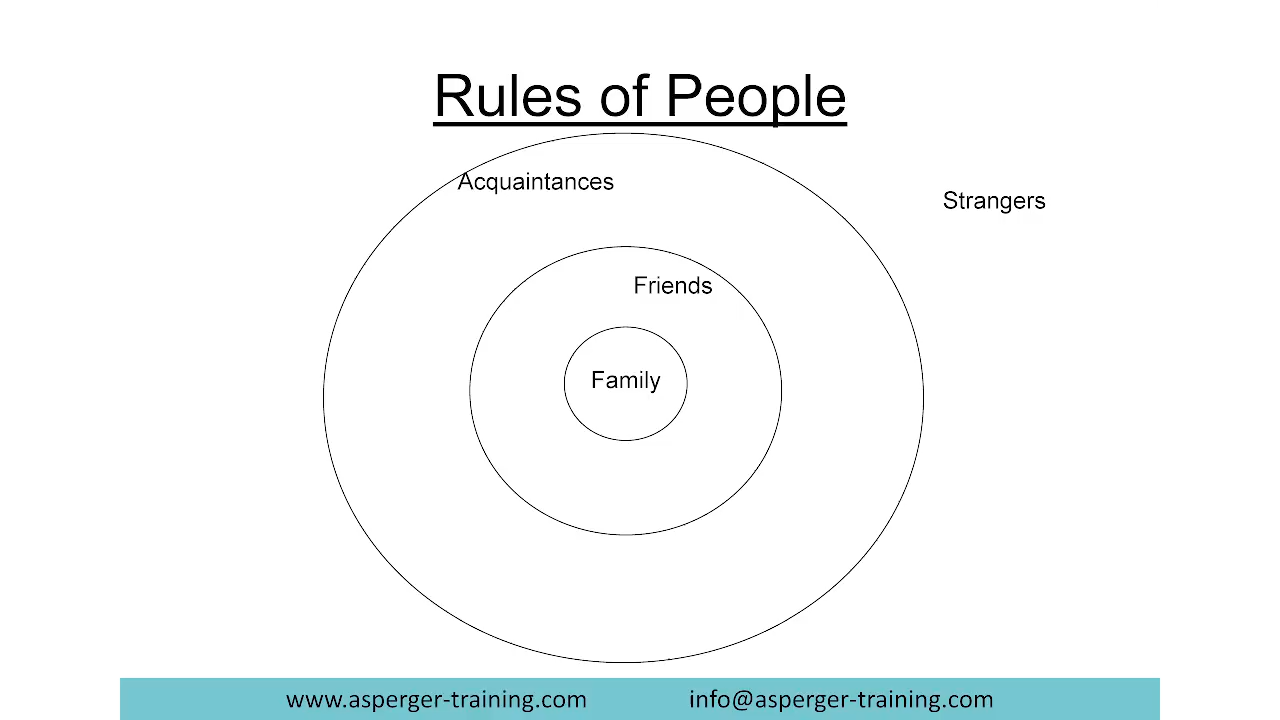 Rules of People
Acquaintances
Strangers
Friends
Family
www.asperger-training.com
info@asperger-training.com